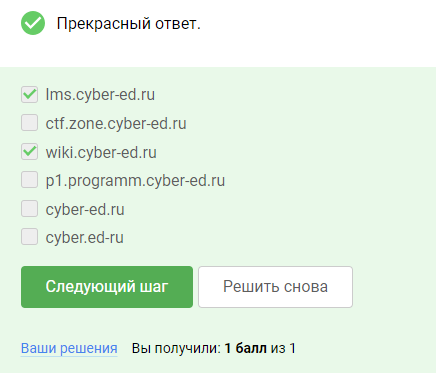 Прекрасный ответ.
lms.cyber-ed.ru
ctf.zone.cyber-ed.ru
wiki.cyber-ed.ru
p1.programm.cyber-ed.ru
cyber-ed.ru
cyber.ed-ru
Следующий шаг Решить снова
Ваши решения Вы получили: 1 балл из 1